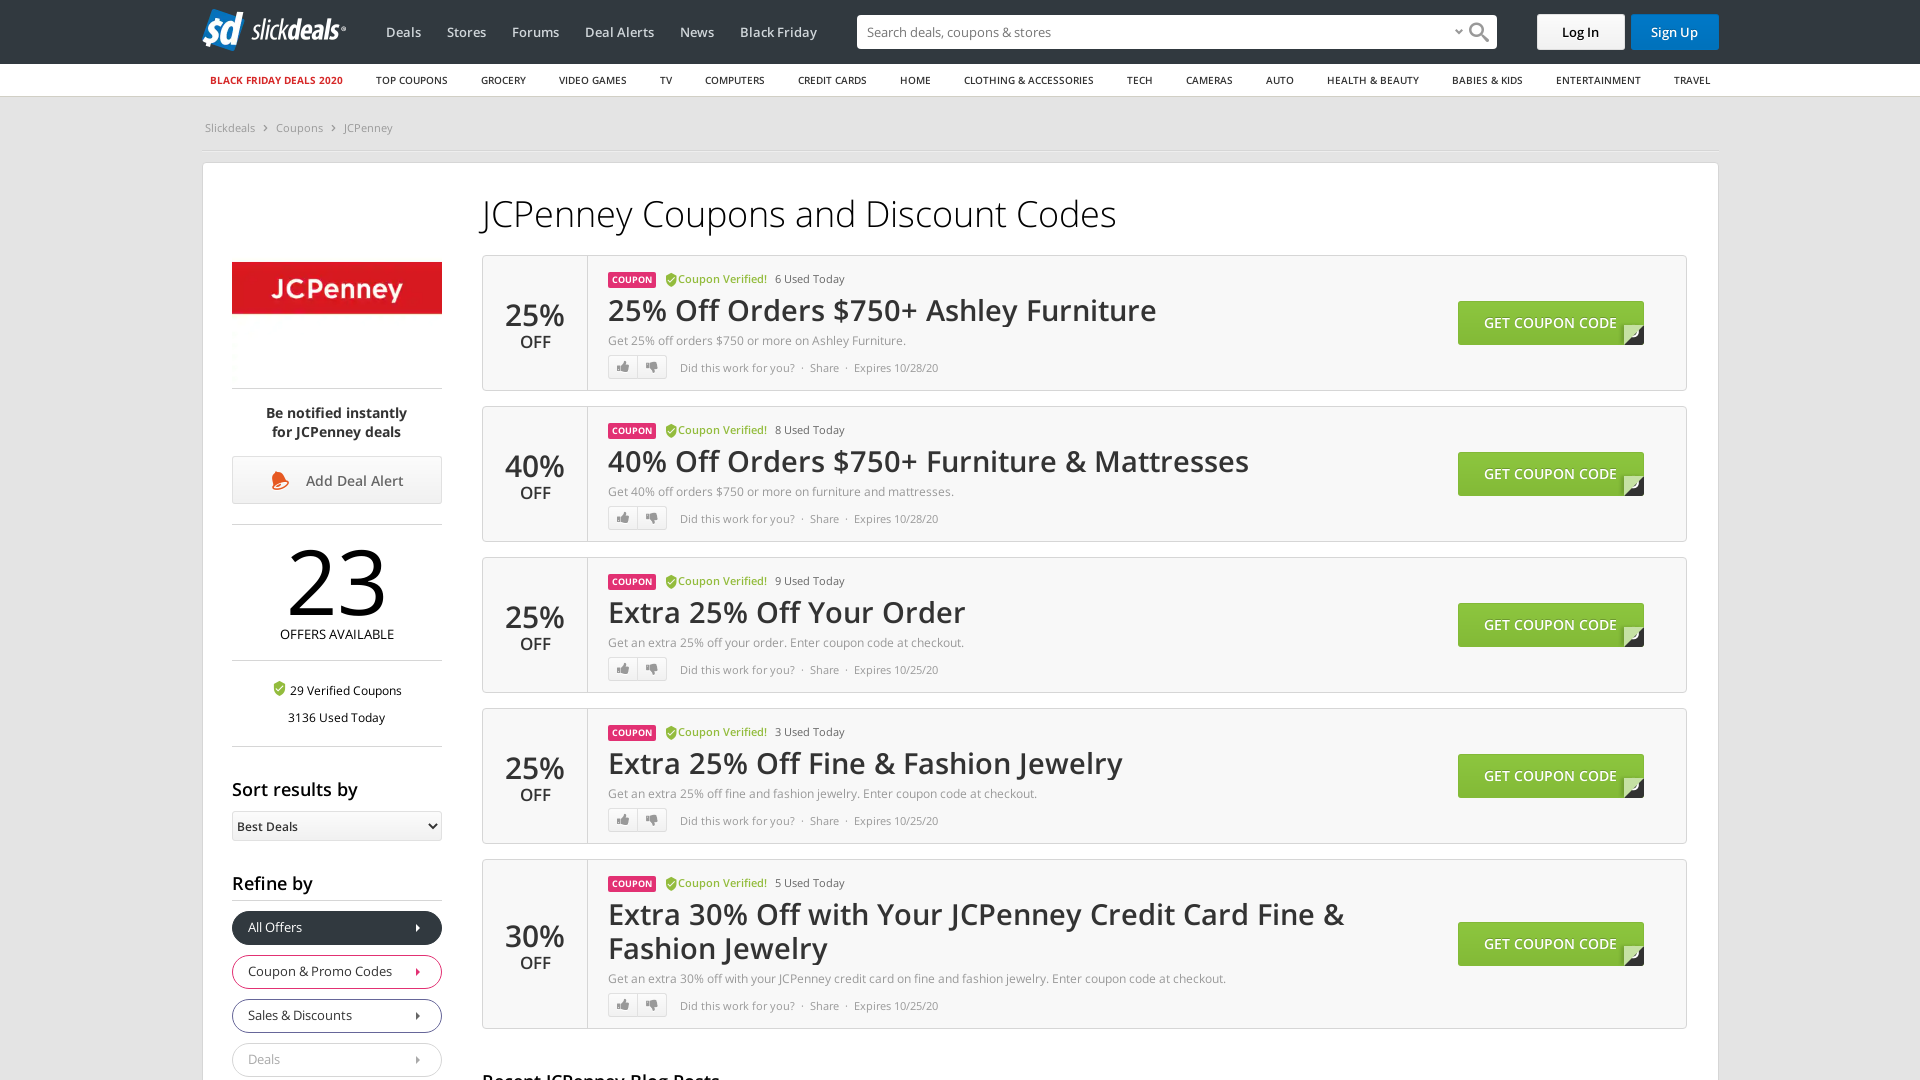 slickdeals
Deals
Stores
Forums
Deal Alerts
News
Black Friday
Search deals, coupons & stores
Log In
Sign Up
BLACK FRIDAY DEALS 2020
TOP COUPONS
GROCERY
VIDEO GAMES
TV
COMPUTERS
CREDIT CARDS
HOME
CLOTHING & ACCESSORIES
TECH
CAMERAS
AUTO
HEALTH & BEAUTY
BABIES & KIDS
ENTERTAINMENT
TRAVEL
Slickdeals › Coupons › JCPenney
JCPenney Coupons and Discount Codes
JCPenney
Be notified instantly
for JCPenney deals
Add Deal Alert
23
OFFERS AVAILABLE
29 Verified Coupons
3136 Used Today
Sort results by
Best Deals
Refine by
All Offers
Coupon & Promo Codes
Sales & Discounts
Deals
25%
OFF
COUPON Coupon Verified! 6 Used Today
25% Off Orders $750+ Ashley Furniture
Get 25% off orders $750 or more on Ashley Furniture.
Did this work for you? · Share · Expires 10/28/20
GET COUPON CODE
40%
OFF
COUPON Coupon Verified! 8 Used Today
40% Off Orders $750+ Furniture & Mattresses
Get 40% off orders $750 or more on furniture and mattresses.
Did this work for you? · Share · Expires 10/28/20
GET COUPON CODE
25%
OFF
COUPON Coupon Verified! 9 Used Today
Extra 25% Off Your Order
Get an extra 25% off your order. Enter coupon code at checkout.
Did this work for you? · Share · Expires 10/25/20
GET COUPON CODE
25%
OFF
COUPON Coupon Verified! 3 Used Today
Extra 25% Off Fine & Fashion Jewelry
Get an extra 25% off fine and fashion jewelry. Enter coupon code at checkout.
Did this work for you? · Share · Expires 10/25/20
GET COUPON CODE
30%
OFF
COUPON Coupon Verified! 5 Used Today
Extra 30% Off with Your JCPenney Credit Card Fine &
Fashion Jewelry
Get an extra 30% off with your JCPenney credit card on fine and fashion jewelry. Enter coupon code at checkout.
Did this work for you? · Share · Expires 10/25/20
GET COUPON CODE
Recent JCPenney Blog Posts